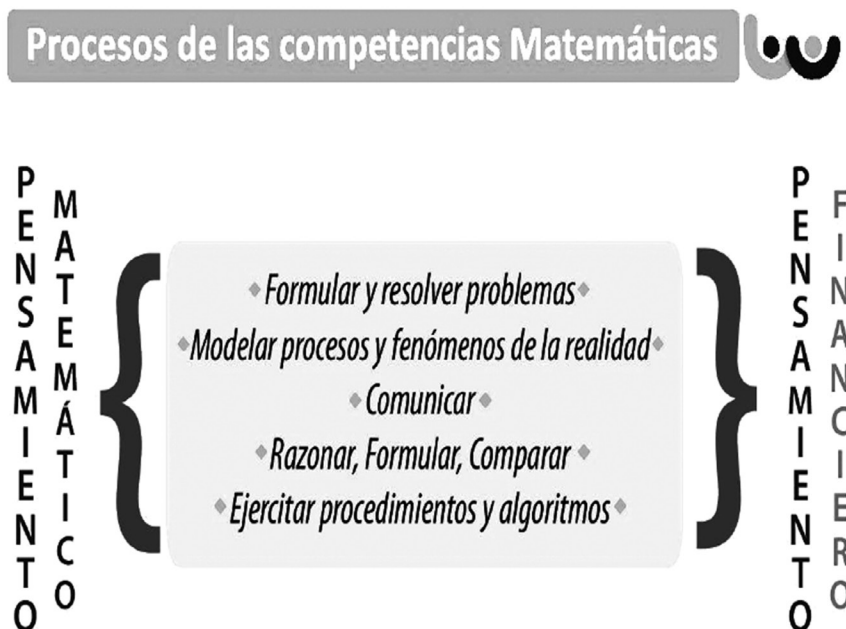 Procesos de las competencias Matemáticas
PENSAMIENTO
MATEMÁTICO
Formular y resolver problemas
Modelar procesos y fenómenos de la realidad
Comunicar
Razonar, Formular, Comparar
Ejercitar procedimientos y algoritmos
PENSAMIENTO
FINANCIERO